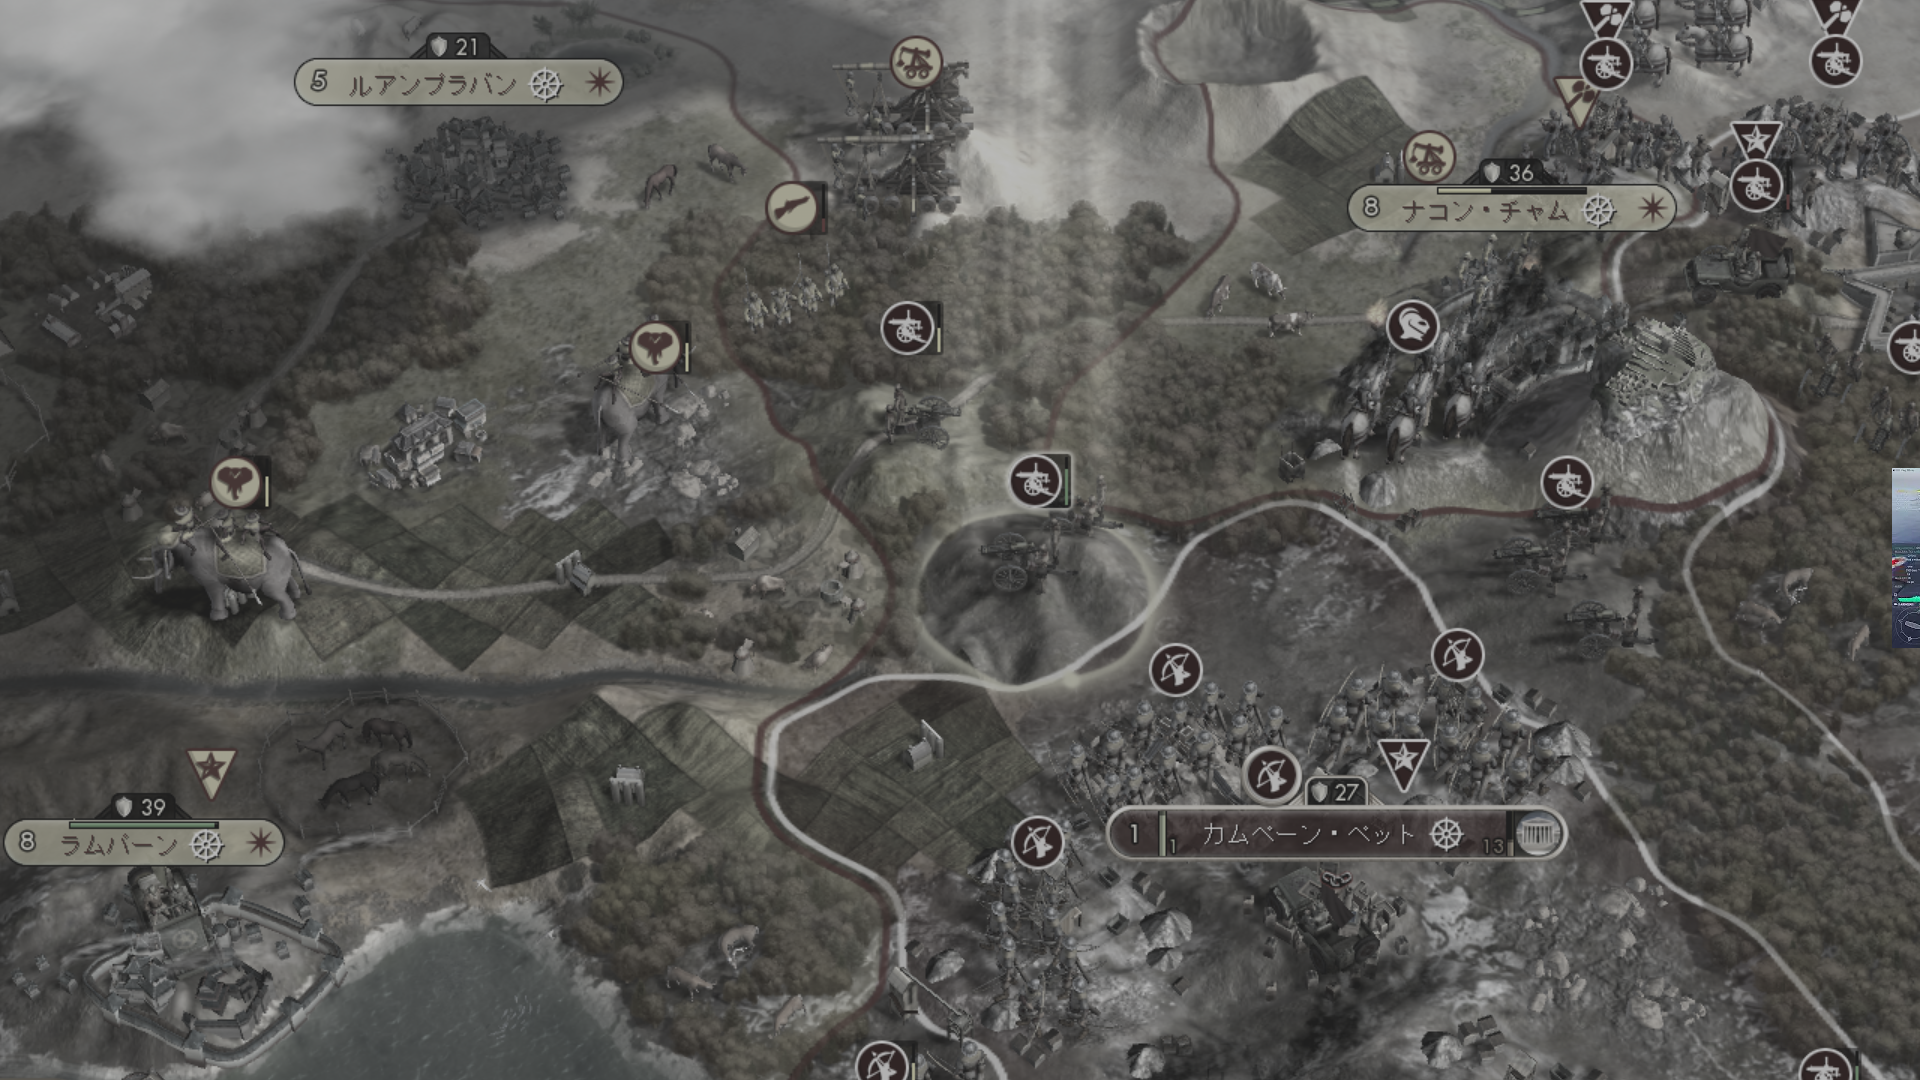 21
5 ルアンプラバン
36
8 ナコン・チャム
39
8 ラムパーン
27
1 1 カムペーン・ペット 13